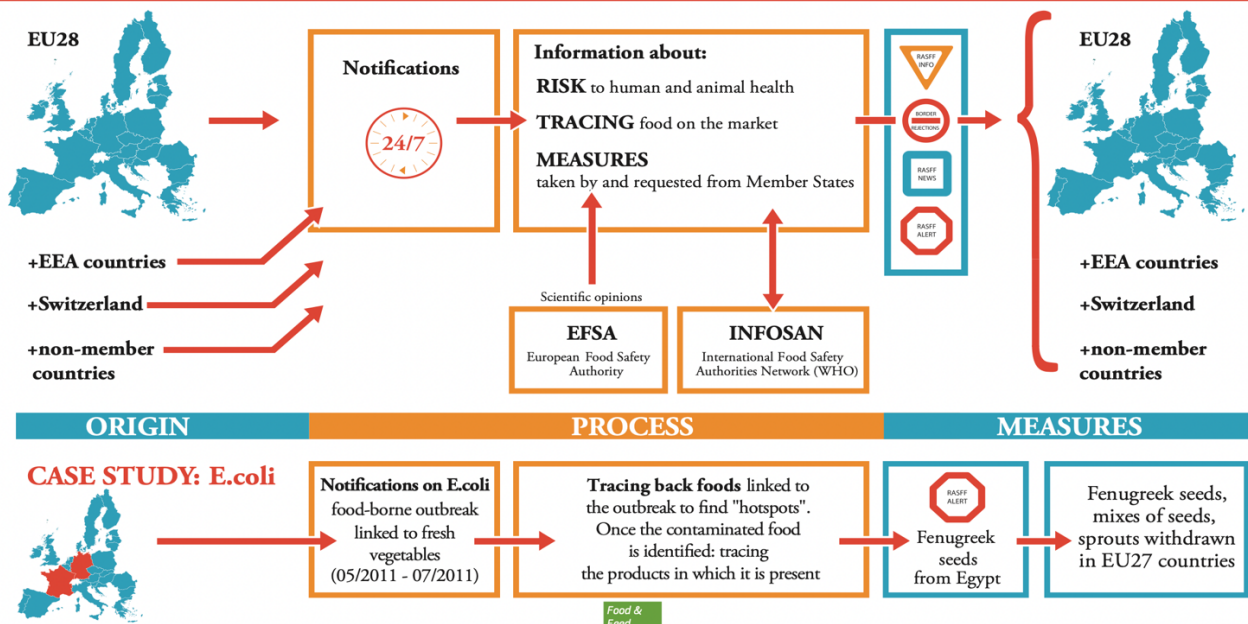 EU28
+EEA countries
+Switzerland
+non-member
countries
Notifications
24/7
Information about:
RISK to human and animal health
TRACING food on the market
MEASURES
taken by and requested from Member States
Scientific opinions
EFSA
European Food Safety
Authority
INFOSAN
International Food Safety
Authorities Network (WHO)
RASFF
INFO
BORDER
REJECTIONS
RASFF
NEWS
RASFF
ALERT
EU28
+EEA countries
+Switzerland
+non-member
countries
ORIGIN
PROCESS
MEASURES
CASE STUDY: E.coli
Notifications on E.coli
food-borne outbreak
linked to fresh
vegetables
(05/2011 - 07/2011)
Tracing back foods linked to
the outbreak to find "hotspots".
Once the contaminated food
is identified: tracing
the products in which it is present
RASFF
ALERT
Fenugreek
seeds
from Egypt
Fenugreek seeds,
mixes of seeds,
sprouts withdrawn
in EU27 countries
Food &
Feed